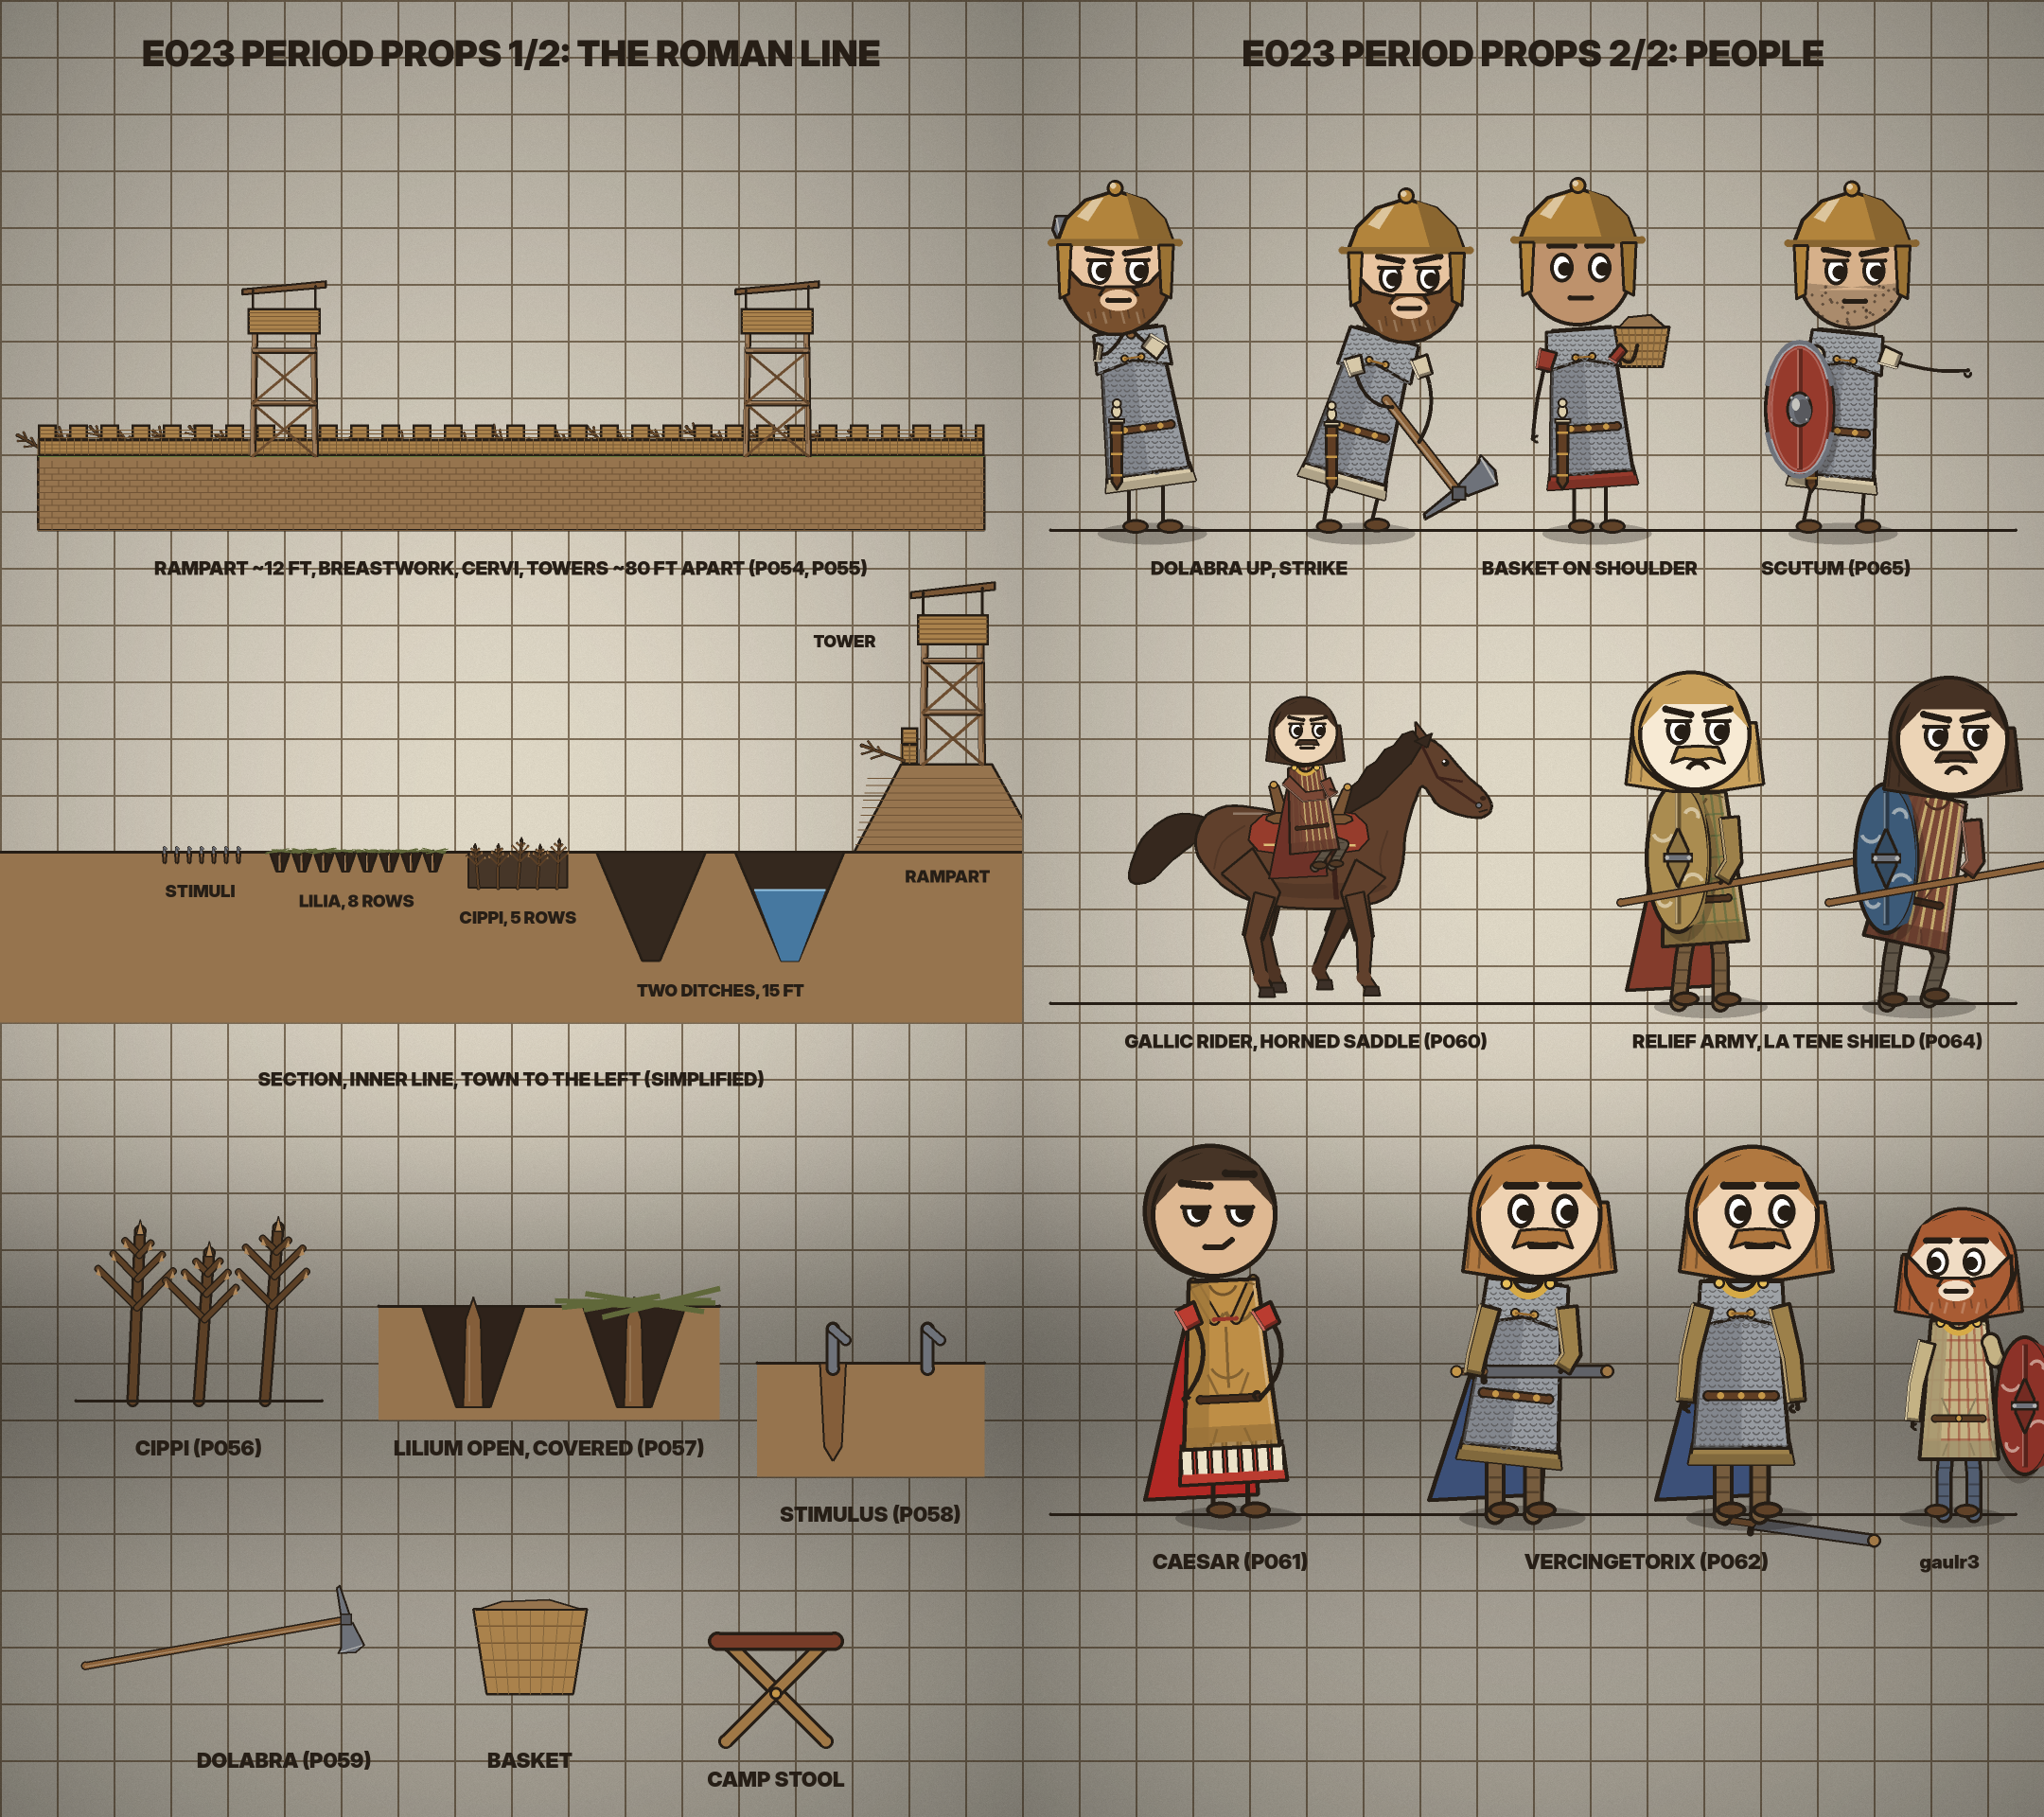 E023 PERIOD PROPS 1/2: THE ROMAN LINE
RAMPART ~12 FT, BREASTWORK, CERVI, TOWERS ~80 FT APART (P054, P055)
TOWER
STIMULI
LILIA, 8 ROWS
CIPPI, 5 ROWS
RAMPART
TWO DITCHES, 15 FT
SECTION, INNER LINE, TOWN TO THE LEFT (SIMPLIFIED)
CIPPI (P056)
LILIUM OPEN, COVERED (P057)
STIMULUS (P058)
DOLABRA (P059)
BASKET
CAMP STOOL
E023 PERIOD PROPS 2/2: PEOPLE
DOLABRA UP, STRIKE
BASKET ON SHOULDER
SCUTUM (P065)
GALLIC RIDER, HORNED SADDLE (P060)
RELIEF ARMY, LA TENE SHIELD (P064)
CAESAR (P061)
VERCINGETORIX (P062)
gaulr3